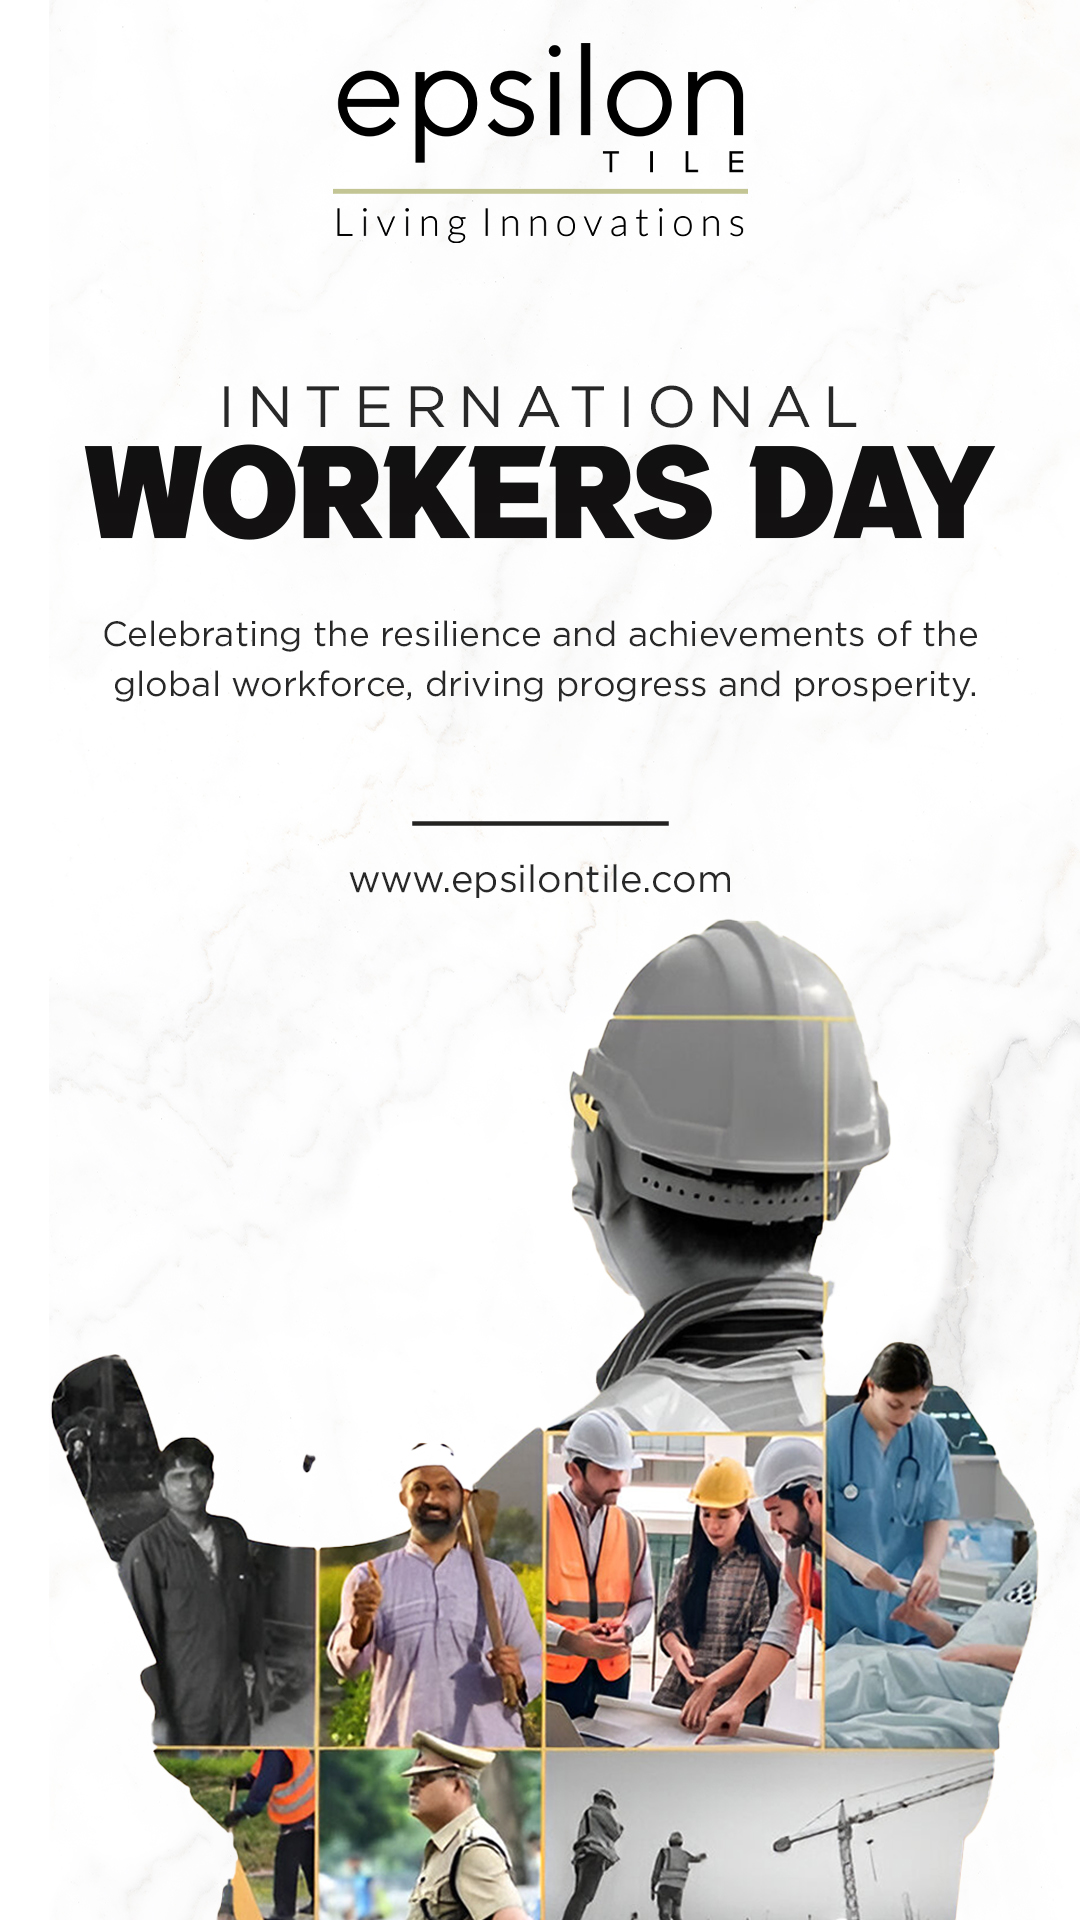 epsilon
TILE
Living Innovations
INTERNATIONAL
WORKERS DAY
Celebrating the resilience and achievements of the
global workforce, driving progress and prosperity.
www.epsilontile.com